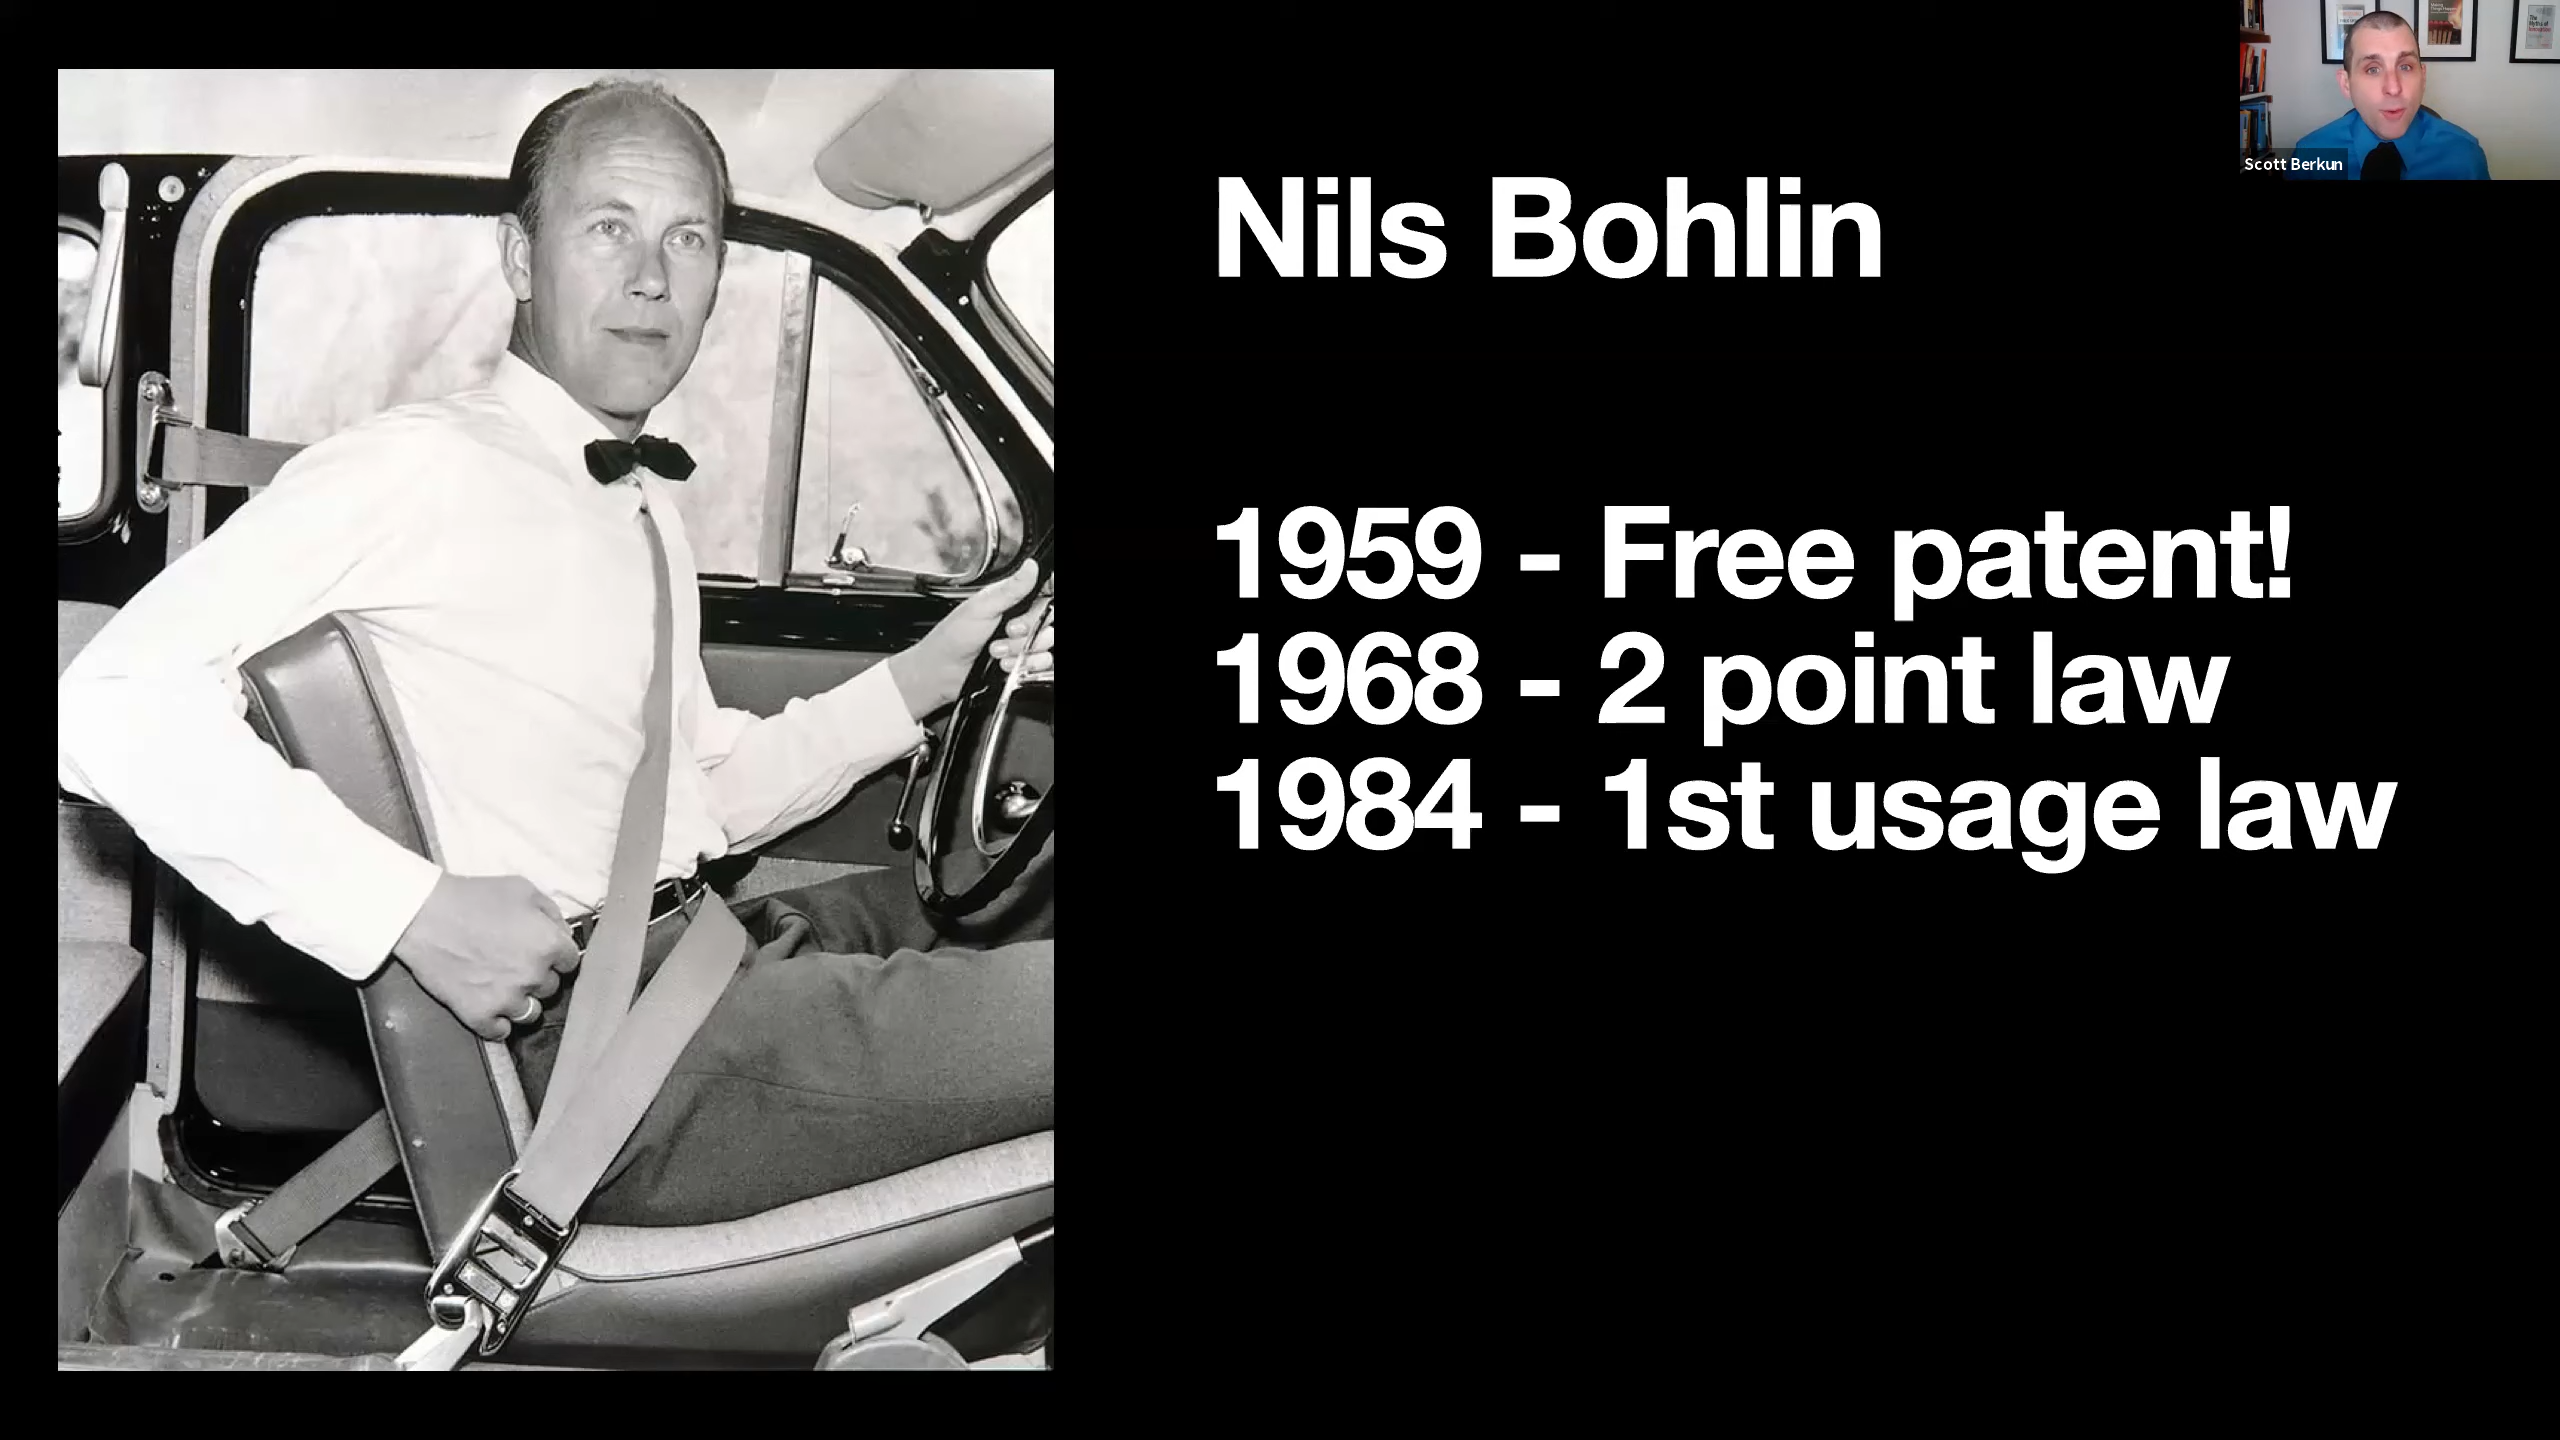 Nils Bohlin
1959 - Free patent!
1968 - 2 point law
1984 - 1st usage law
Scott Berkun